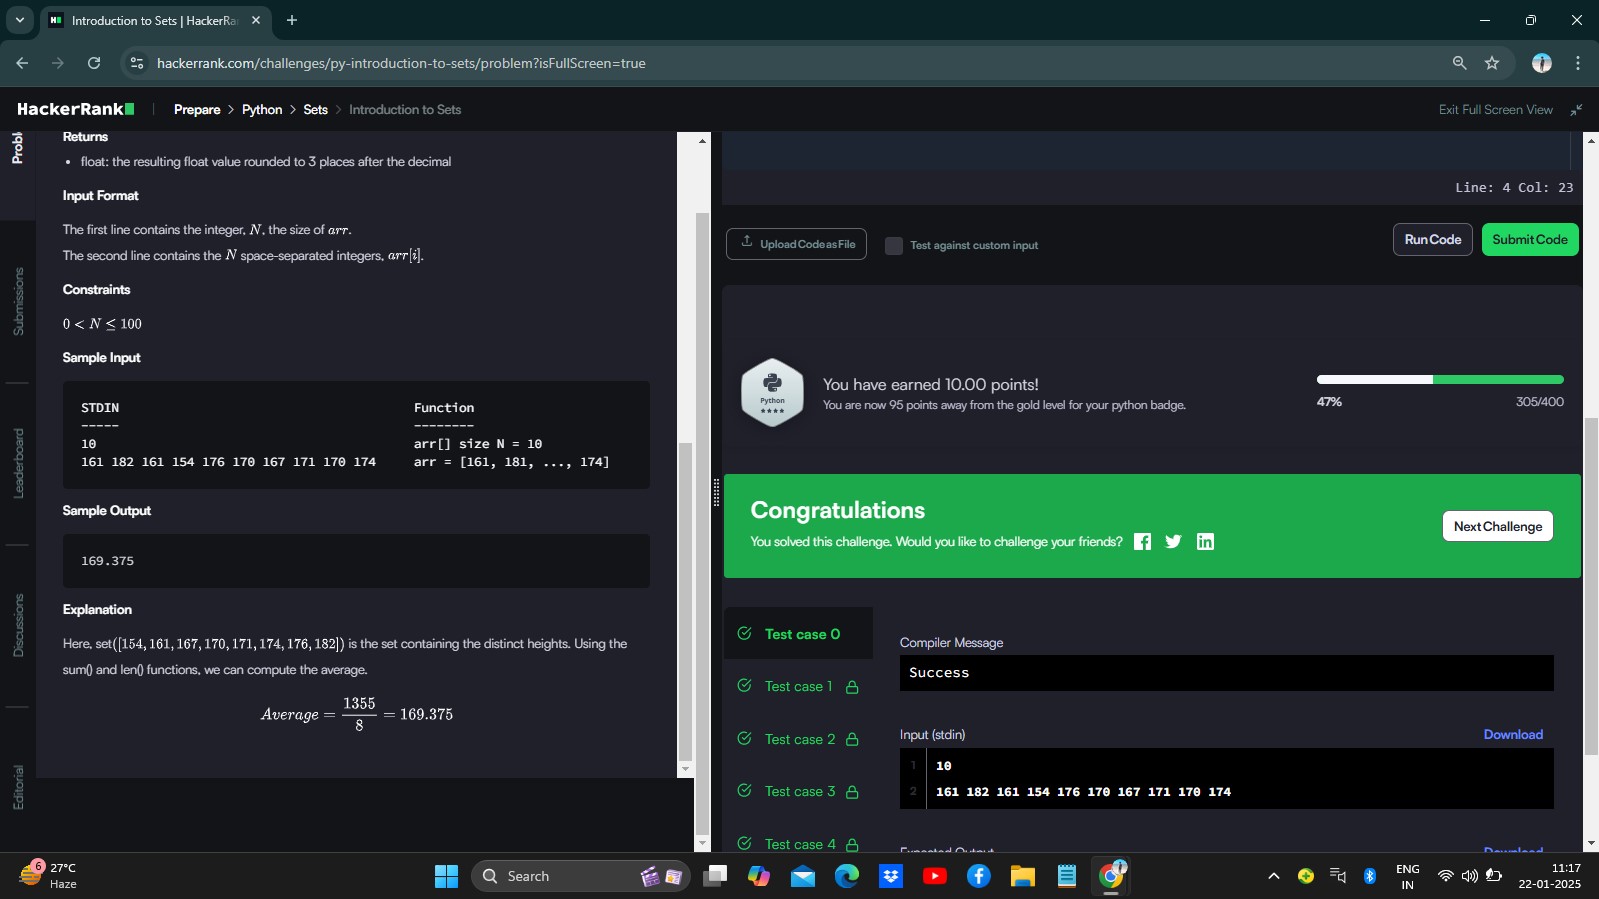 Introduction to Sets | HackerRa
hackerrank.com/challenges/py-introduction-to-sets/problem?isFullScreen=true
HackerRank
Prepare > Python > Sets > Introduction to Sets
Exit Full Screen View
Submissions
Leaderboard
Discussions
Editorial
Returns
• float: the resulting float value rounded to 3 places after the decimal
Input Format
The first line contains the integer, N, the size of arr.
The second line contains the N space-separated integers, arr[i].
Constraints
0 < N ≤ 100
Sample Input
STDIN Function
----- --------
10 arr[] size N = 10
161 182 161 154 176 170 167 171 170 174 arr = [161, 181, ..., 174]
Sample Output
169.375
Explanation
Here, set([154, 161, 167, 170, 171, 174, 176, 182]) is the set containing the distinct heights. Using the
sum() and len() functions, we can compute the average.
Average = 1355/8 = 169.375
Line: 4 Col: 23
Upload Code as File
Test against custom input
Run Code
Submit Code
Python
You have earned 10.00 points!
You are now 95 points away from the gold level for your python badge.
47%
305/400
Congratulations
You solved this challenge. Would you like to challenge your friends?
Next Challenge
Test case 0
Test case 1
Test case 2
Test case 3
Test case 4
Compiler Message
Success
Input (stdin)
Download
1 10
2 161 182 161 154 176 170 167 171 170 174
6
27°C
Haze
Search
ENG
IN
11:17
22-01-2025